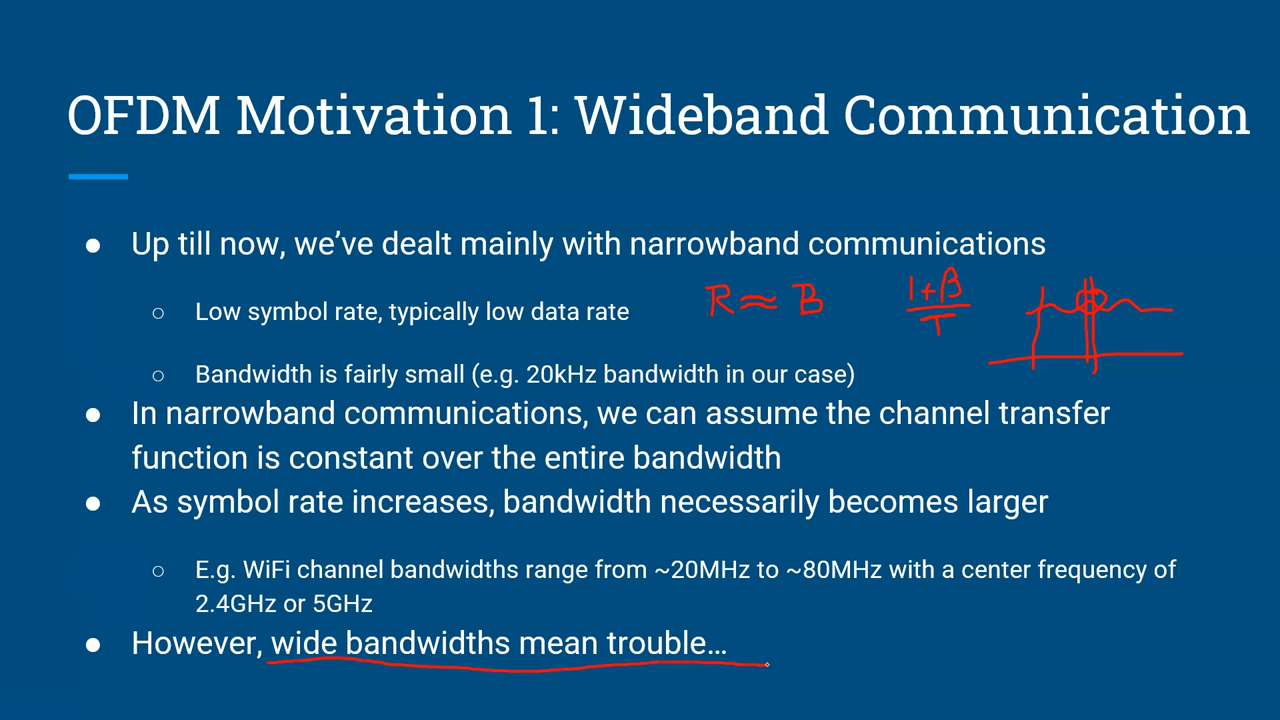 OFDM Motivation 1: Wideband Communication
● Up till now, we’ve dealt mainly with narrowband communications
○ Low symbol rate, typically low data rate
R ≈ B
1+β
T
○ Bandwidth is fairly small (e.g. 20kHz bandwidth in our case)
● In narrowband communications, we can assume the channel transfer
function is constant over the entire bandwidth
● As symbol rate increases, bandwidth necessarily becomes larger
○ E.g. WiFi channel bandwidths range from ~20MHz to ~80MHz with a center frequency of
2.4GHz or 5GHz
● However, wide bandwidths mean trouble…